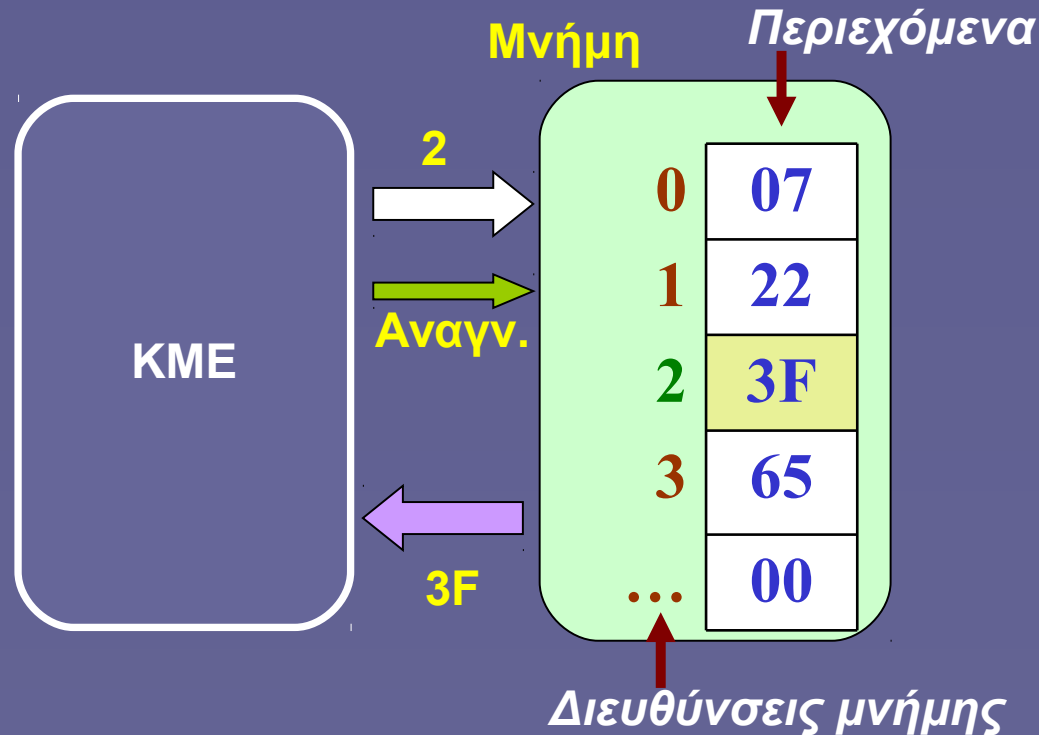 Περιεχόμενα
Μνήμη
2
0 07
Αναγν.
1 22
ΚΜΕ
2 3F
3 65
3F
... 00
Διευθύνσεις μνήμης